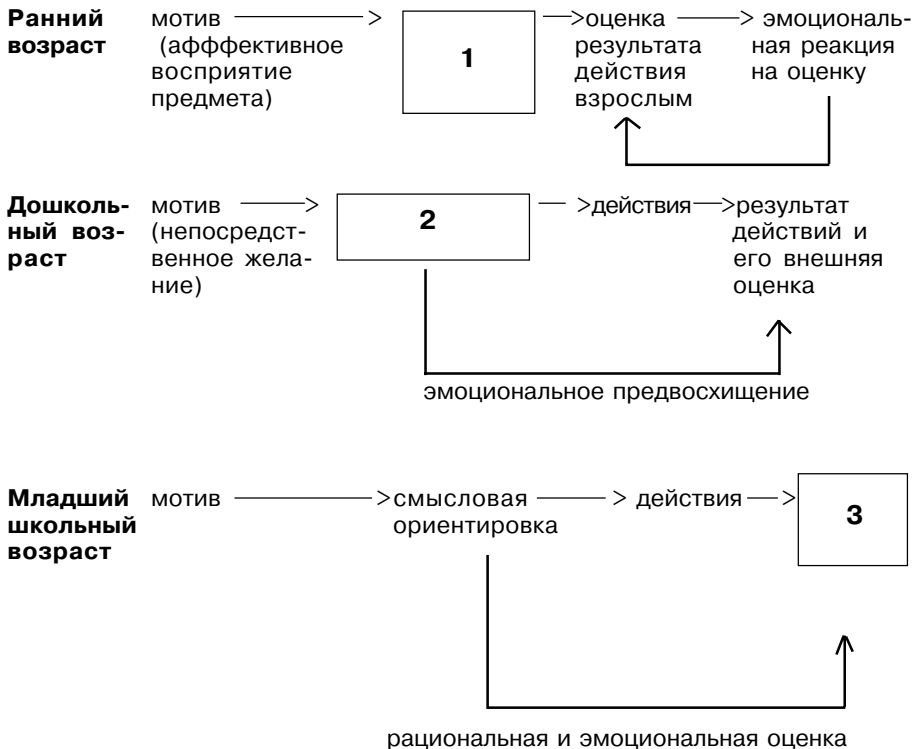 Ранний мотив оценка эмоциональ-
возраст (афффективное результата ная реакция
восприятие действия на оценку
предмета) взрослым
1
Дошколь- мотив действия результат
ный воз- (непосредст- действий и
раст венное жела- его внешняя
ние) оценка
2
эмоциональное предвосхищение
Младший мотив смысловая действия
школьный ориентировка
возраст
3
рациональная и эмоциональная оценка